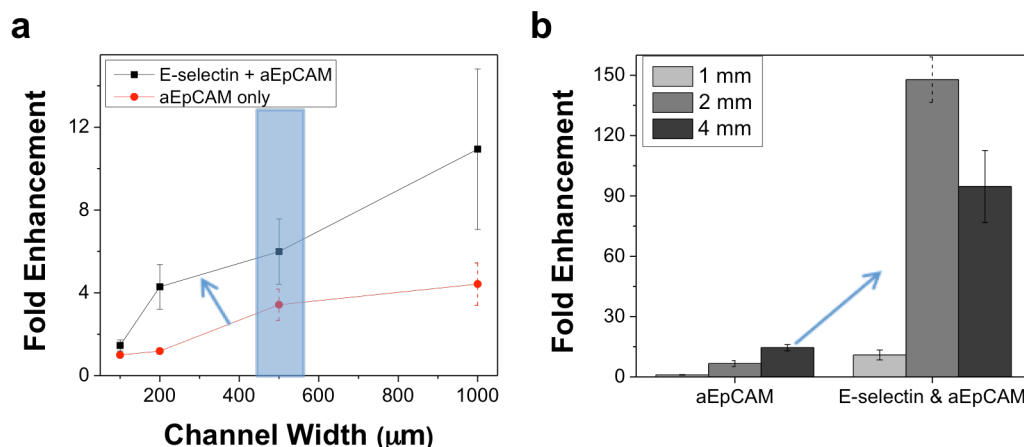 a
Fold Enhancement
12
8
4
0
E-selectin + aEpCAM
aEpCAM only
200
400
600
800
1000
Channel Width (μm)
b
Fold Enhancement
150
120
90
60
30
0
1 mm
2 mm
4 mm
aEpCAM
E-selectin & aEpCAM